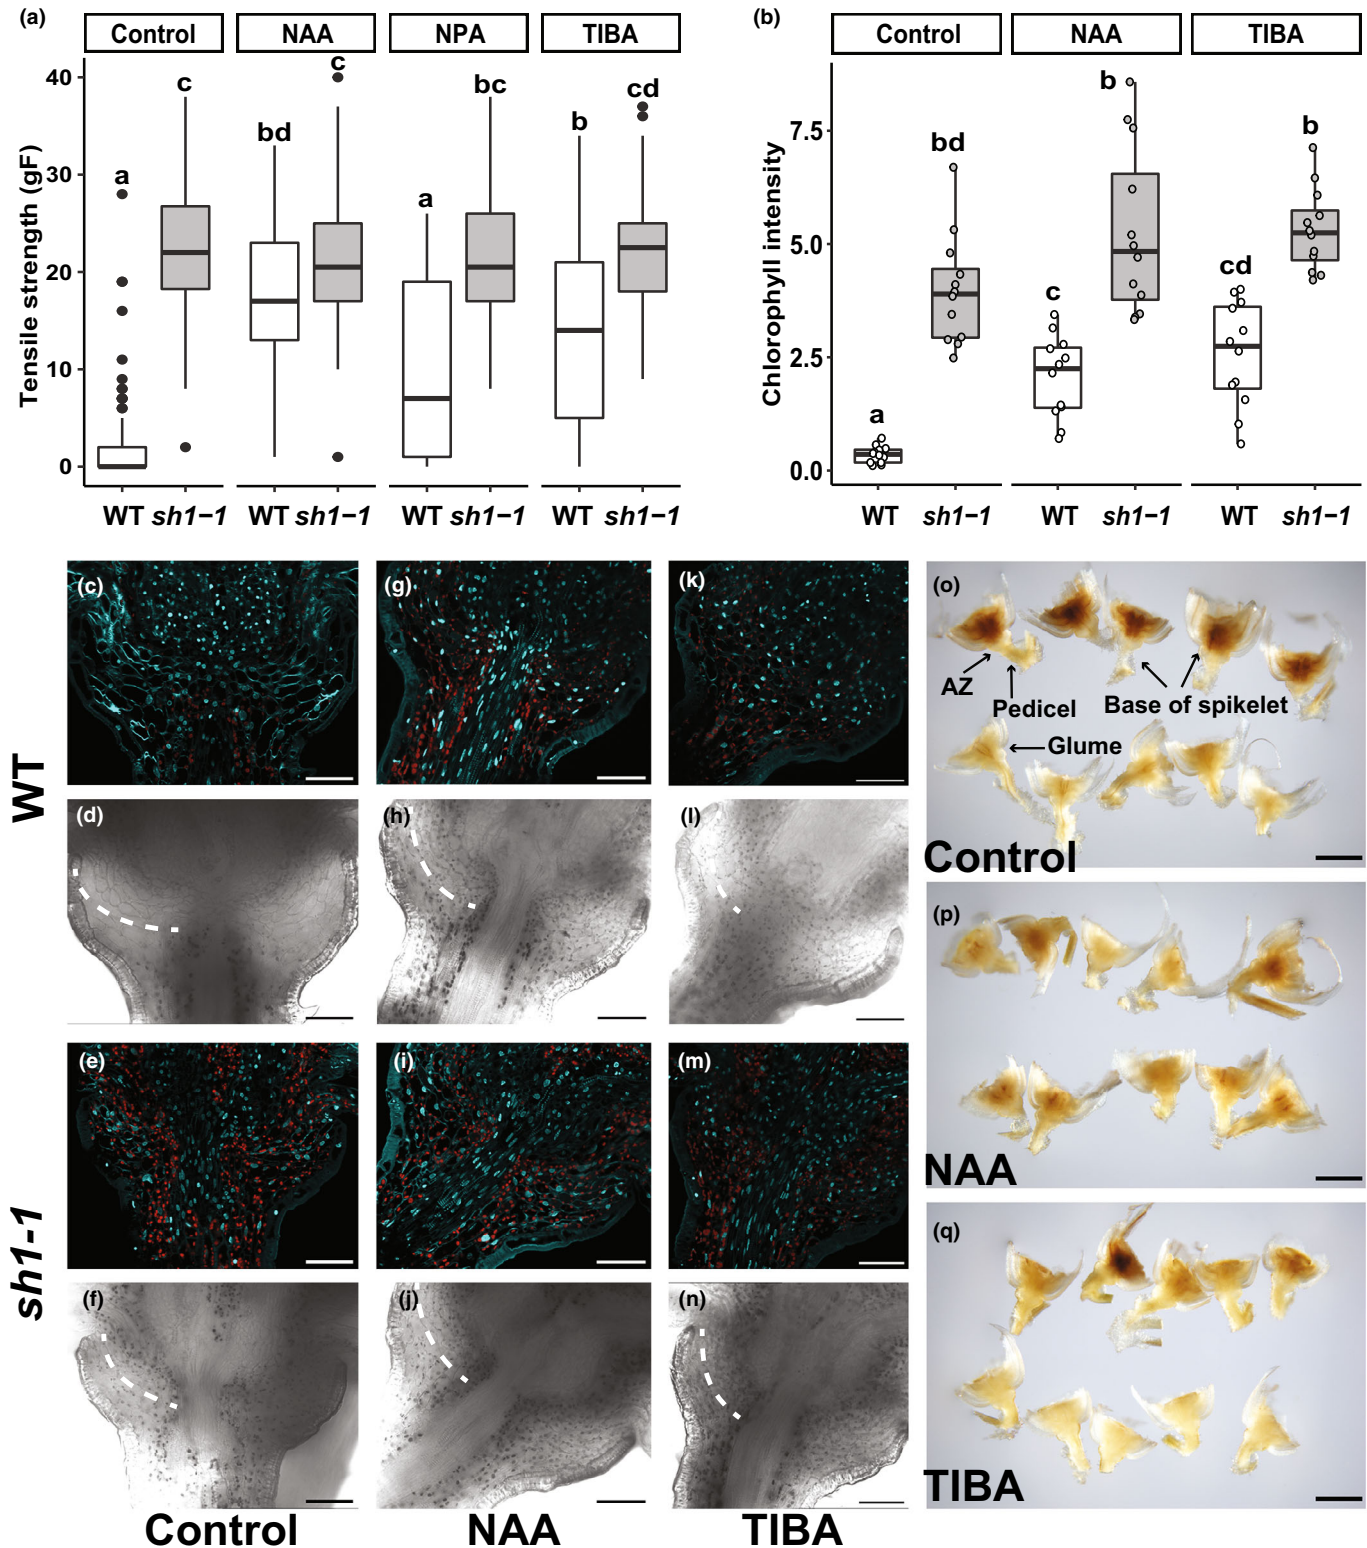 (a)
Control NAA NPA TIBA
Tensile strength (gF)
40
30
20
10
0
a c bd c a bc b cd
WT sh1−1 WT sh1−1 WT sh1−1 WT sh1−1
(b)
Control NAA TIBA
Chlorophyll intensity
7.5
5.0
2.5
0.0
a bd c b cd b
WT sh1−1 WT sh1−1 WT sh1−1
WT
(c) (g) (k)
(d) (h) (l)
sh1-1
(e) (i) (m)
(f) (j) (n)
Control NAA TIBA
(o)
AZ
Pedicel
Base of spikelet
Glume
Control
(p)
NAA
(q)
TIBA